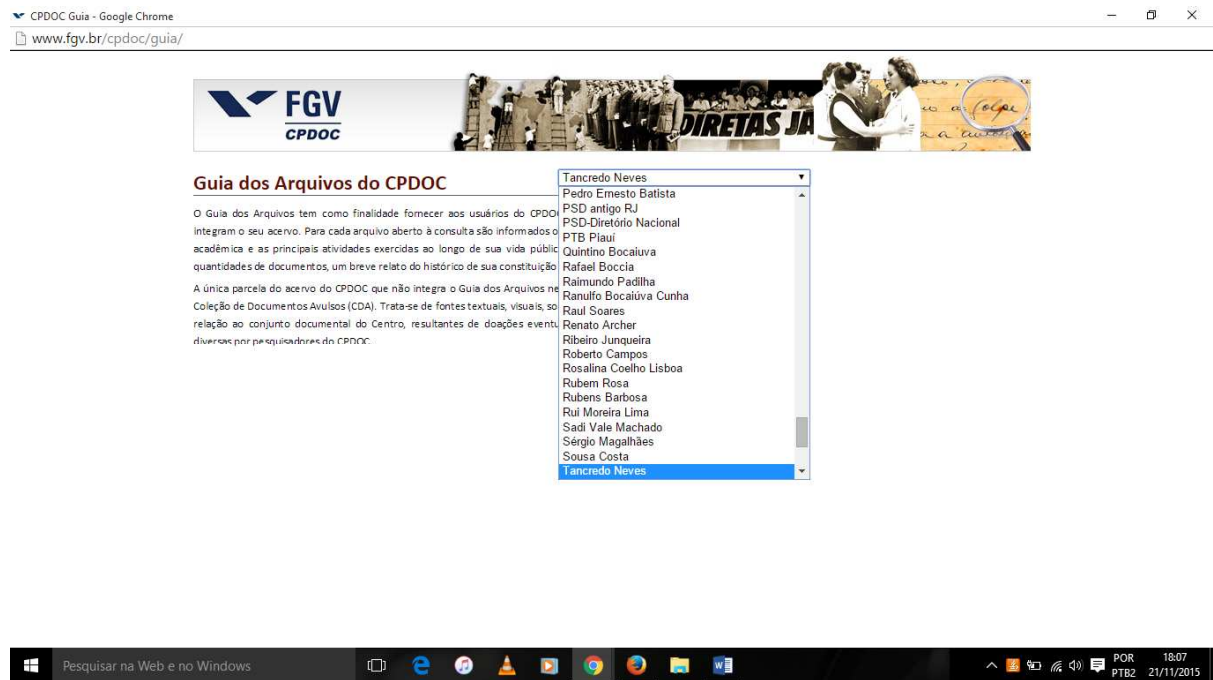 CPDOC Guia - Google Chrome
www.fgv.br/cpdoc/guia/
FGV
CPDOC
DIRETAS JÁ
Guia dos Arquivos do CPDOC
Tancredo Neves
O Guia dos Arquivos tem como finalidade fornecer aos usuários do CPDO
integram o seu acervo. Para cada arquivo aberto à consulta são informados o
acadêmica e as principais atividades exercidas ao longo de sua vida públic
quantidades de documentos, um breve relato do histórico de sua constituição
A única parcela do acervo do CPDOC que não integra o Guia dos Arquivos ne
Coleção de Documentos Avulsos (CDA). Trata-se de fontes textuais, visuais, so
relação ao conjunto documental do Centro, resultantes de doações eventu
diversas por pesquisadores do CPDOC
Pedro Ernesto Batista
PSD antigo RJ
PSD-Diretório Nacional
PTB Piauí
Quintino Bocaiuva
Rafael Boccia
Raimundo Padilha
Ranulfo Bocaiúva Cunha
Raul Soares
Renato Archer
Ribeiro Junqueira
Roberto Campos
Rosalina Coelho Lisboa
Rubem Rosa
Rubens Barbosa
Rui Moreira Lima
Sadi Vale Machado
Sérgio Magalhães
Sousa Costa
Tancredo Neves
Pesquisar na Web e no Windows
POR
PTB2
18:07
21/11/2015